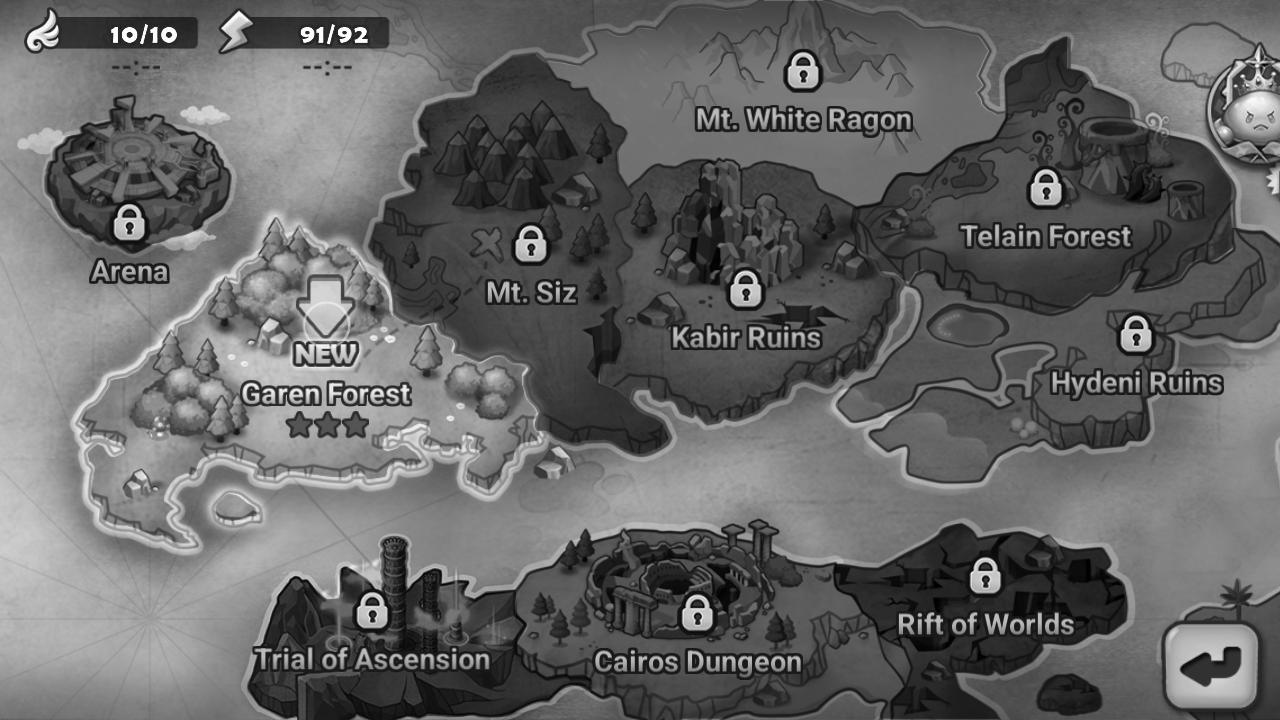 10/10
91/92
--:--
--:--
Mt. White Ragon
Telain Forest
Arena
Mt. Siz
Kabir Ruins
NEW
Garen Forest
Hydeni Ruins
Trial of Ascension
Cairos Dungeon
Rift of Worlds